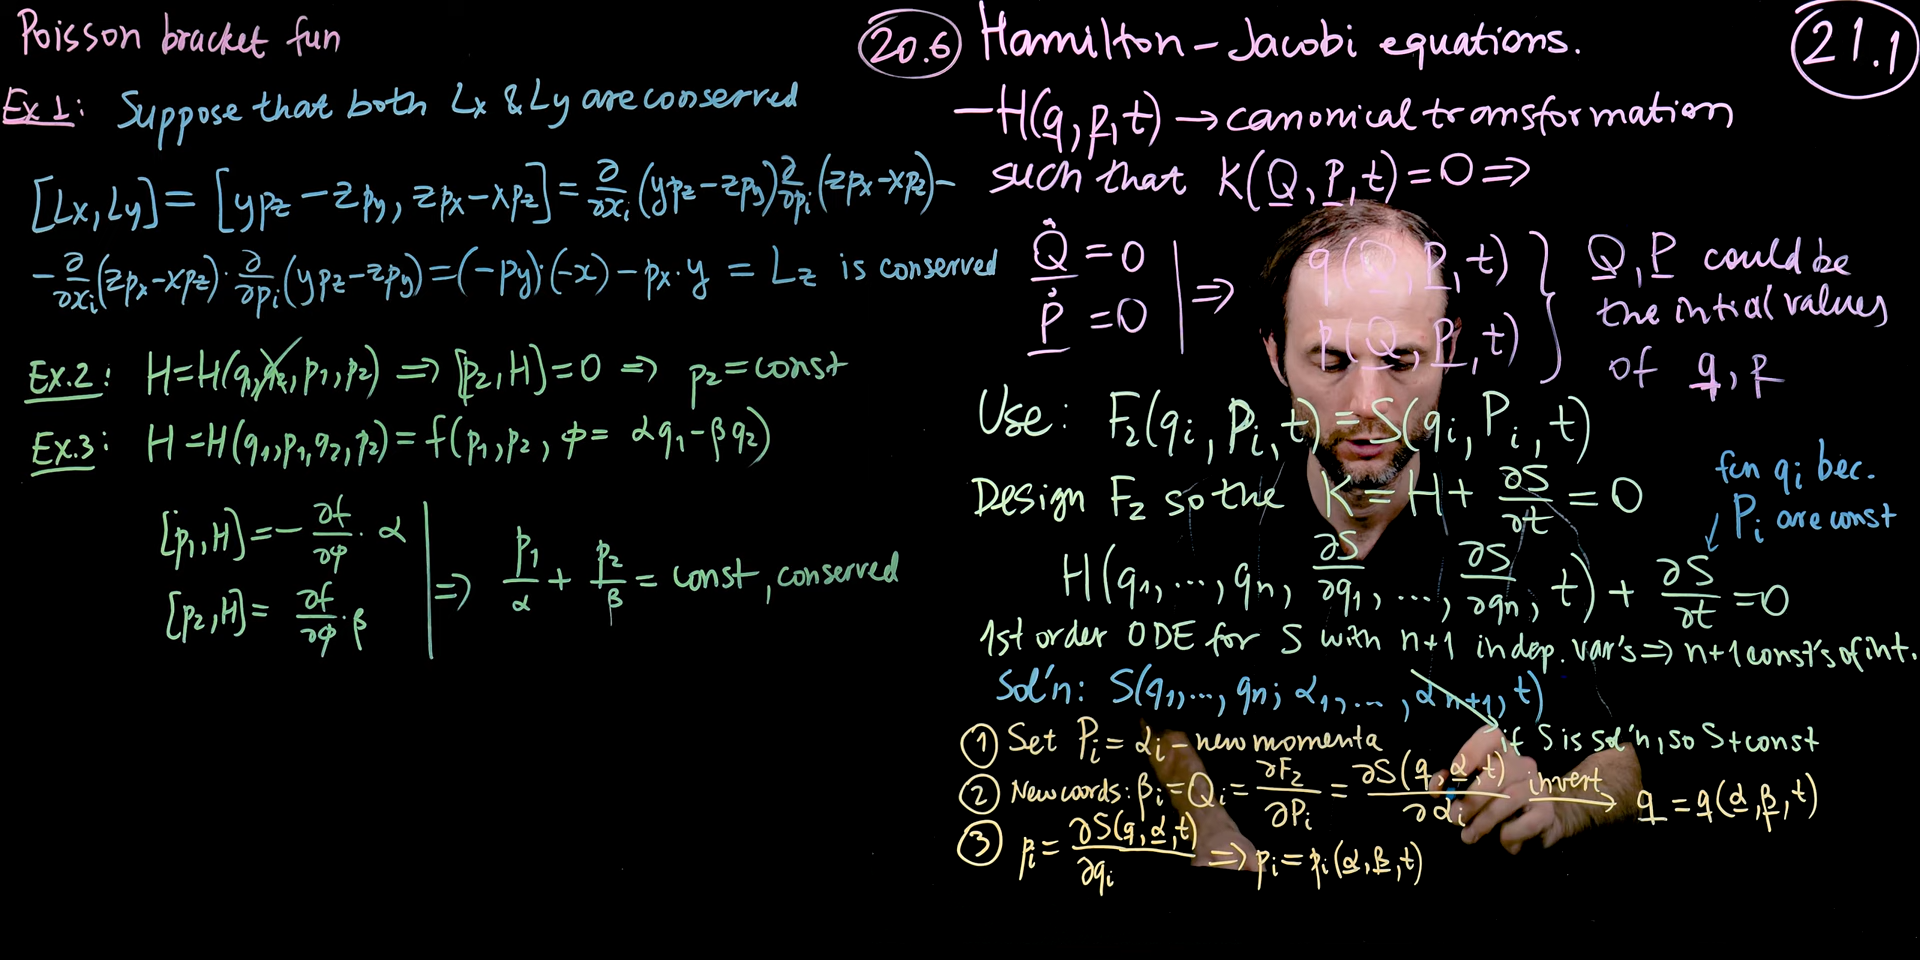 Poisson bracket fun
20.6
Ex 1: Suppose that both Lx & Ly are conserved
[Lx, Ly] = [ypz − zpy, zpx − xpz] = ∂/∂xi (ypz − zpy) ∂/∂pi (zpx − xpz) −
− ∂/∂xi (zpx − xpz) · ∂/∂pi (ypz − zpy) = (−py)·(−x) − px·y = Lz is conserved
Ex.2: H = H(q1, q2, p1, p2) ⇒ [p2, H] = 0 ⇒ p2 = const
Ex.3: H = H(q1, p1, q2, p2) = f(p1, p2, φ = αq1 − βq2)
[p1, H] = − ∂f/∂φ · α
[p2, H] = ∂f/∂φ · β
⇒ p1/α + p2/β = const, conserved
Hamilton – Jacobi equations.
21.1
– H(q, p, t) → canonical transformation
such that K(Q, P, t) = 0 ⇒
Q̇ = 0
Ṗ = 0
⇒ q(Q, P, t)
p(Q, P, t)
} Q, P could be
the intial values
of q, p
Use: F2(qi, Pi, t) = S(qi, Pi, t)
Design F2 so the K = H + ∂S/∂t = 0
fcn qi bec.
Pi are const
H(q1, ..., qn, ∂S/∂q1, ..., ∂S/∂qn, t) + ∂S/∂t = 0
1st order ODE for S with n+1 indep. var's ⇒ n+1 const's of int.
Sol'n: S(q1, ..., qn; α1, ..., αn+1, t)
if S is sol'n, so S + const
① Set Pi = αi – new momenta
② New coords: βi = Qi = ∂F2/∂Pi = ∂S(q, α, t)/∂αi invert → q = q(α, β, t)
③ pi = ∂S(q, α, t)/∂qi ⇒ pi = pi(α, β, t)